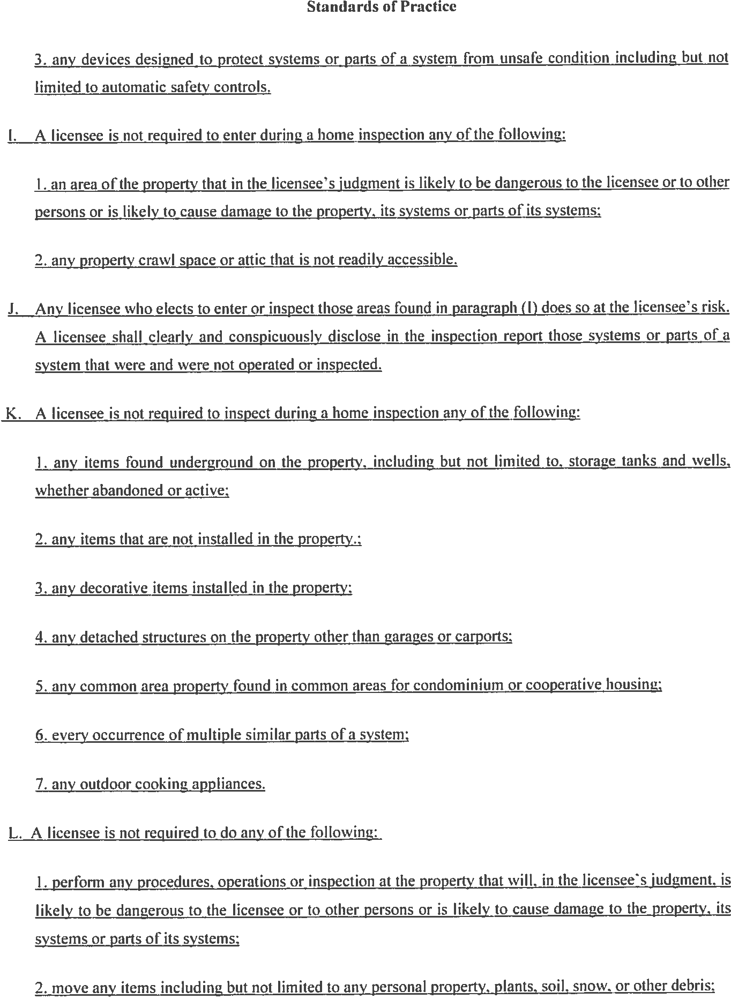 Standards of Practice
3. any devices designed to protect systems or parts of a system from unsafe condition including but not
limited to automatic safety controls.
I. A licensee is not required to enter during a home inspection any of the following:
1. an area of the property that in the licensee's judgment is likely to be dangerous to the licensee or to other
persons or is likely to cause damage to the property, its systems or parts of its systems;
2. any property crawl space or attic that is not readily accessible.
J. Any licensee who elects to enter or inspect those areas found in paragraph (I) does so at the licensee's risk.
A licensee shall clearly and conspicuously disclose in the inspection report those systems or parts of a
system that were and were not operated or inspected.
K. A licensee is not required to inspect during a home inspection any of the following:
1. any items found underground on the property, including but not limited to, storage tanks and wells,
whether abandoned or active;
2. any items that are not installed in the property.;
3. any decorative items installed in the property;
4. any detached structures on the property other than garages or carports;
5. any common area property found in common areas for condominium or cooperative housing;
6. every occurrence of multiple similar parts of a system;
7. any outdoor cooking appliances.
L. A licensee is not required to do any of the following:
1. perform any procedures, operations or inspection at the property that will, in the licensee's judgment, is
likely to be dangerous to the licensee or to other persons or is likely to cause damage to the property, its
systems or parts of its systems;
2. move any items including but not limited to any personal property, plants, soil, snow, or other debris;